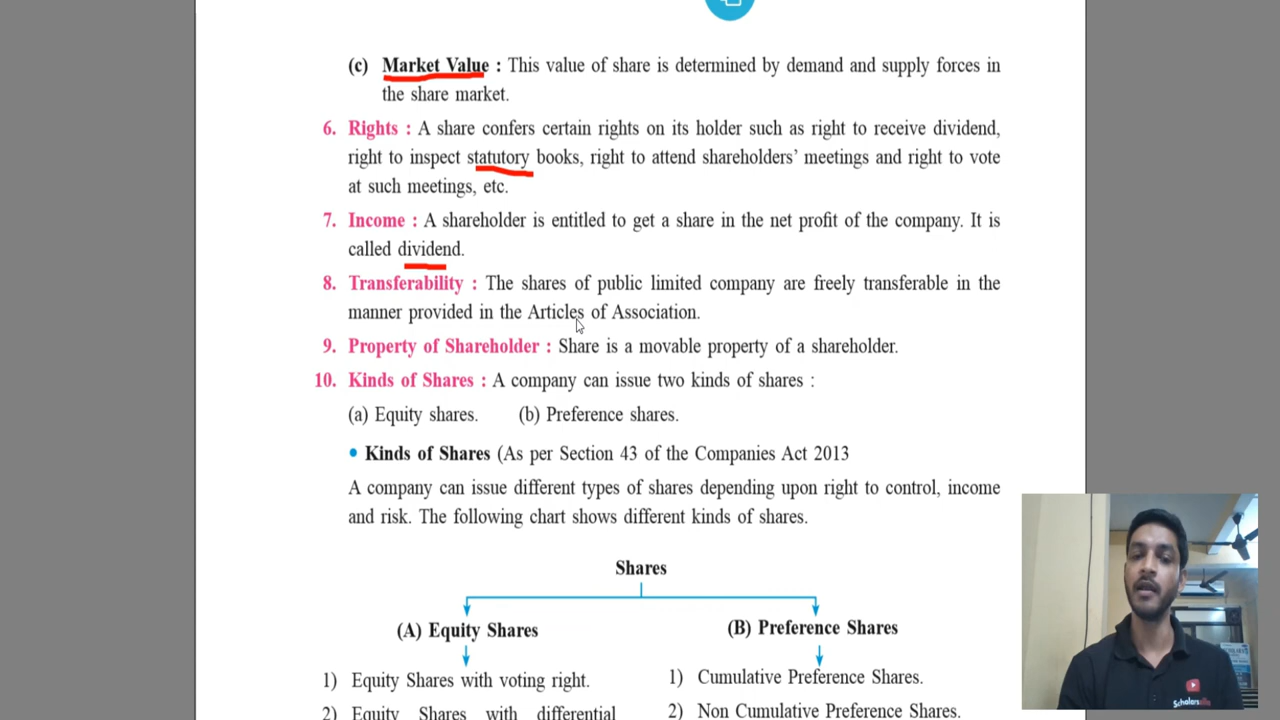 (c) Market Value : This value of share is determined by demand and supply forces in
the share market.
6. Rights : A share confers certain rights on its holder such as right to receive dividend,
right to inspect statutory books, right to attend shareholders' meetings and right to vote
at such meetings, etc.
7. Income : A shareholder is entitled to get a share in the net profit of the company. It is
called dividend.
8. Transferability : The shares of public limited company are freely transferable in the
manner provided in the Articles of Association.
9. Property of Shareholder : Share is a movable property of a shareholder.
10. Kinds of Shares : A company can issue two kinds of shares :
(a) Equity shares. (b) Preference shares.
• Kinds of Shares (As per Section 43 of the Companies Act 2013
A company can issue different types of shares depending upon right to control, income
and risk. The following chart shows different kinds of shares.
Shares
(A) Equity Shares
(B) Preference Shares
1) Equity Shares with voting right.
2) Equity Shares with differential
1) Cumulative Preference Shares.
2) Non Cumulative Preference Shares.